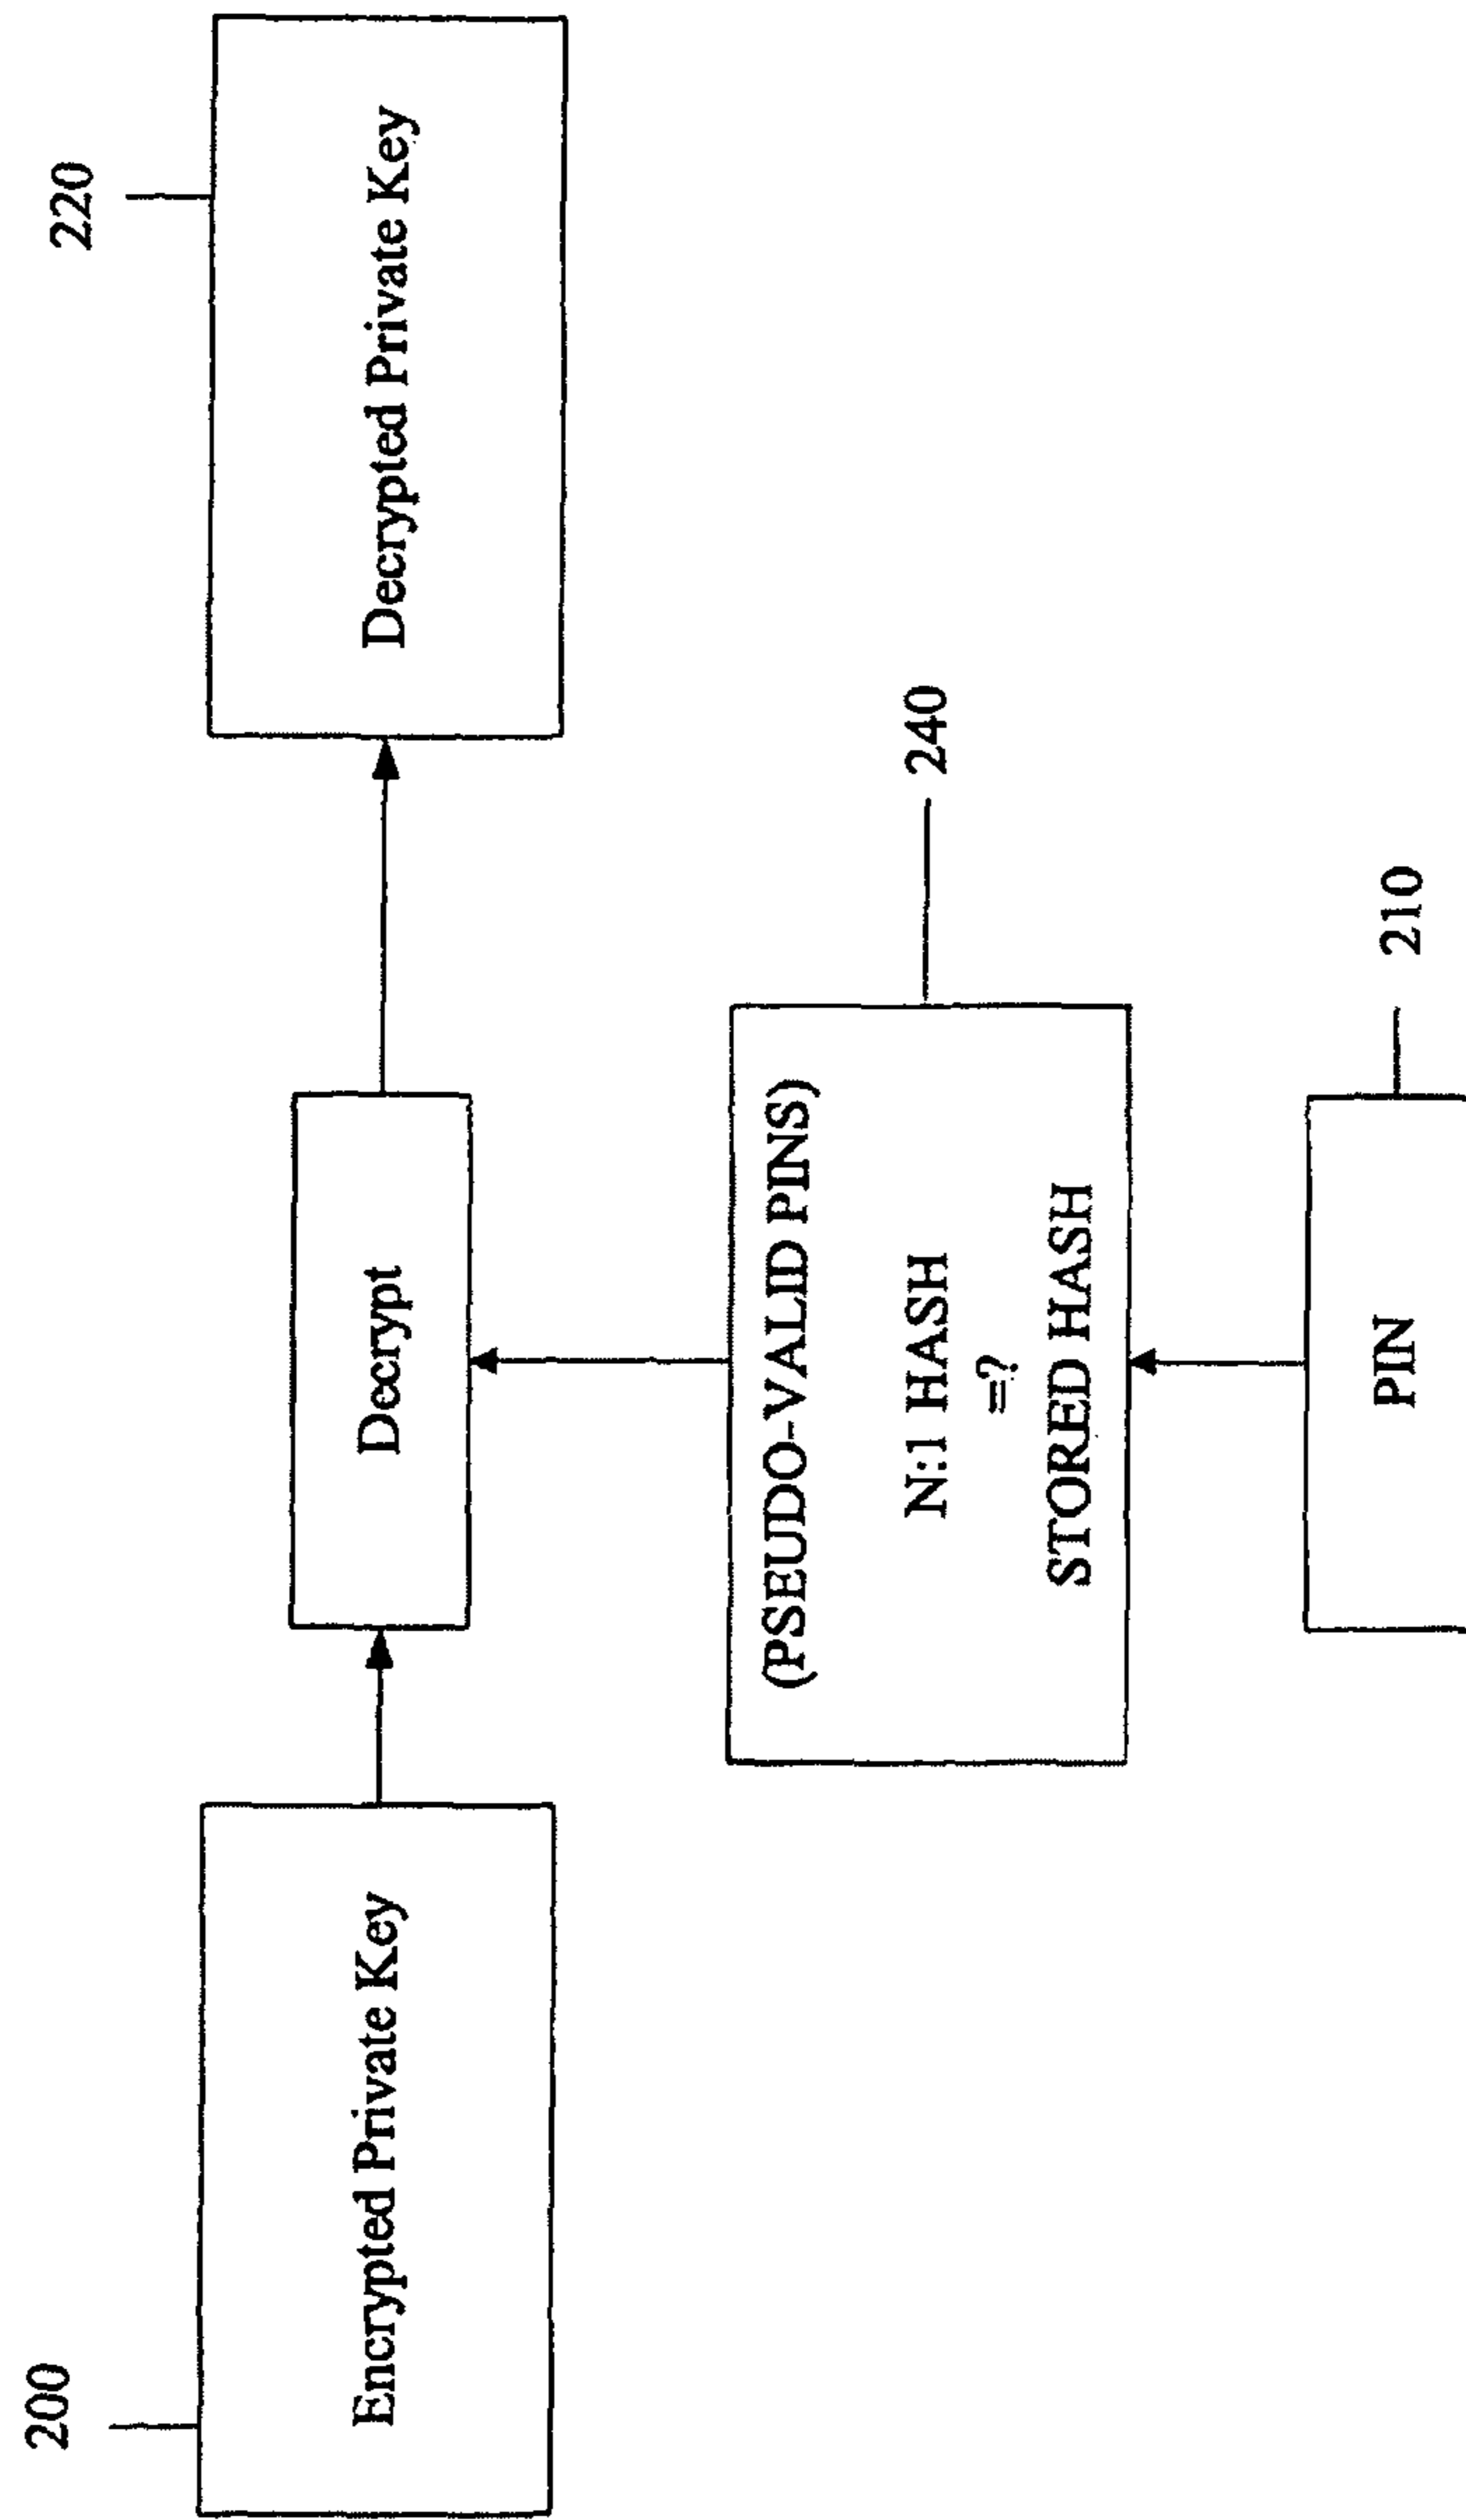 200
220
Encrypted Private Key
Decrypt
Decrypted Private Key
(PSEUDO-VALID PINS)
240
N:1 HASH
=?
STORED HASH
210
PIN